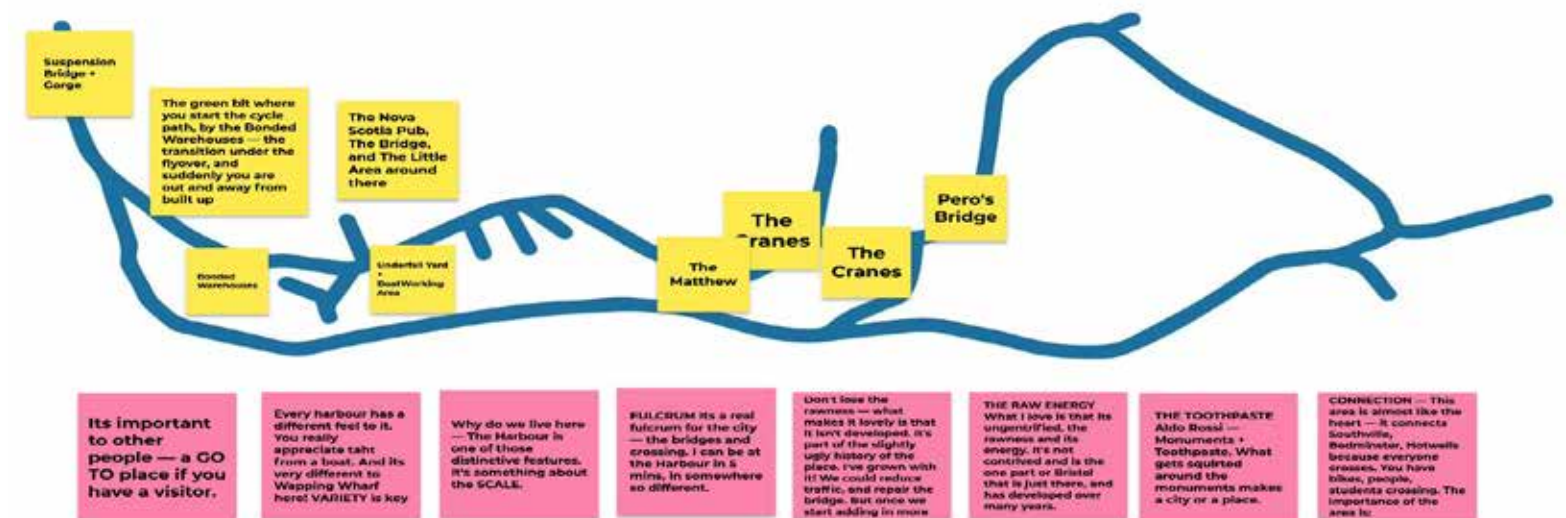 Suspension
Bridge +
Gorge
The green bit where
you start the cycle
path, by the Bonded
Warehouses — the
transition under the
flyover, and
suddenly you are
out and away from
built up
The Nova
Scotia Pub,
The Bridge,
and The Little
Area around
there
Bonded
Warehouses
Underfall Yard
+
BoatWorking
Area
The
Matthew
The
Cranes
The
Cranes
Pero's
Bridge
Its important
to other
people — a GO
TO place if you
have a visitor.
Every harbour has a
different feel to it.
You really
appreciate taht
from a boat. And its
very different to
Wapping Wharf
here! VARIETY is key
Why do we live here
— The Harbour is
one of those
distinctive features.
it's something about
the SCALE.
FULCRUM its a real
fulcrum for the city
— the bridges and
crossing. I can be at
the Harbour in 5
mins, in somewhere
so different.
Don't love the
rawness — what
makes it lovely is that
it isn't developed. It's
part of the slightly
ugly history of the
place. I've grown with
it! We could reduce
traffic, and repair the
bridge. But once we
start adding in more
THE RAW ENERGY
What I love is that its
ungentrified, the
rawness and its
energy. It's not
contrived and is the
one part or Bristol
that is just there, and
has developed over
many years.
THE TOOTHPASTE
Aldo Rossi —
Monumenta +
Toothpaste. What
gets squirted
around the
monuments makes
a city or a place.
CONNECTION — This
area is almost like the
heart — it connects
Southville,
Bedminster, Hotwells
because everyone
crosses. You have
bikes, people,
students crossing. The
importance of the
area is: